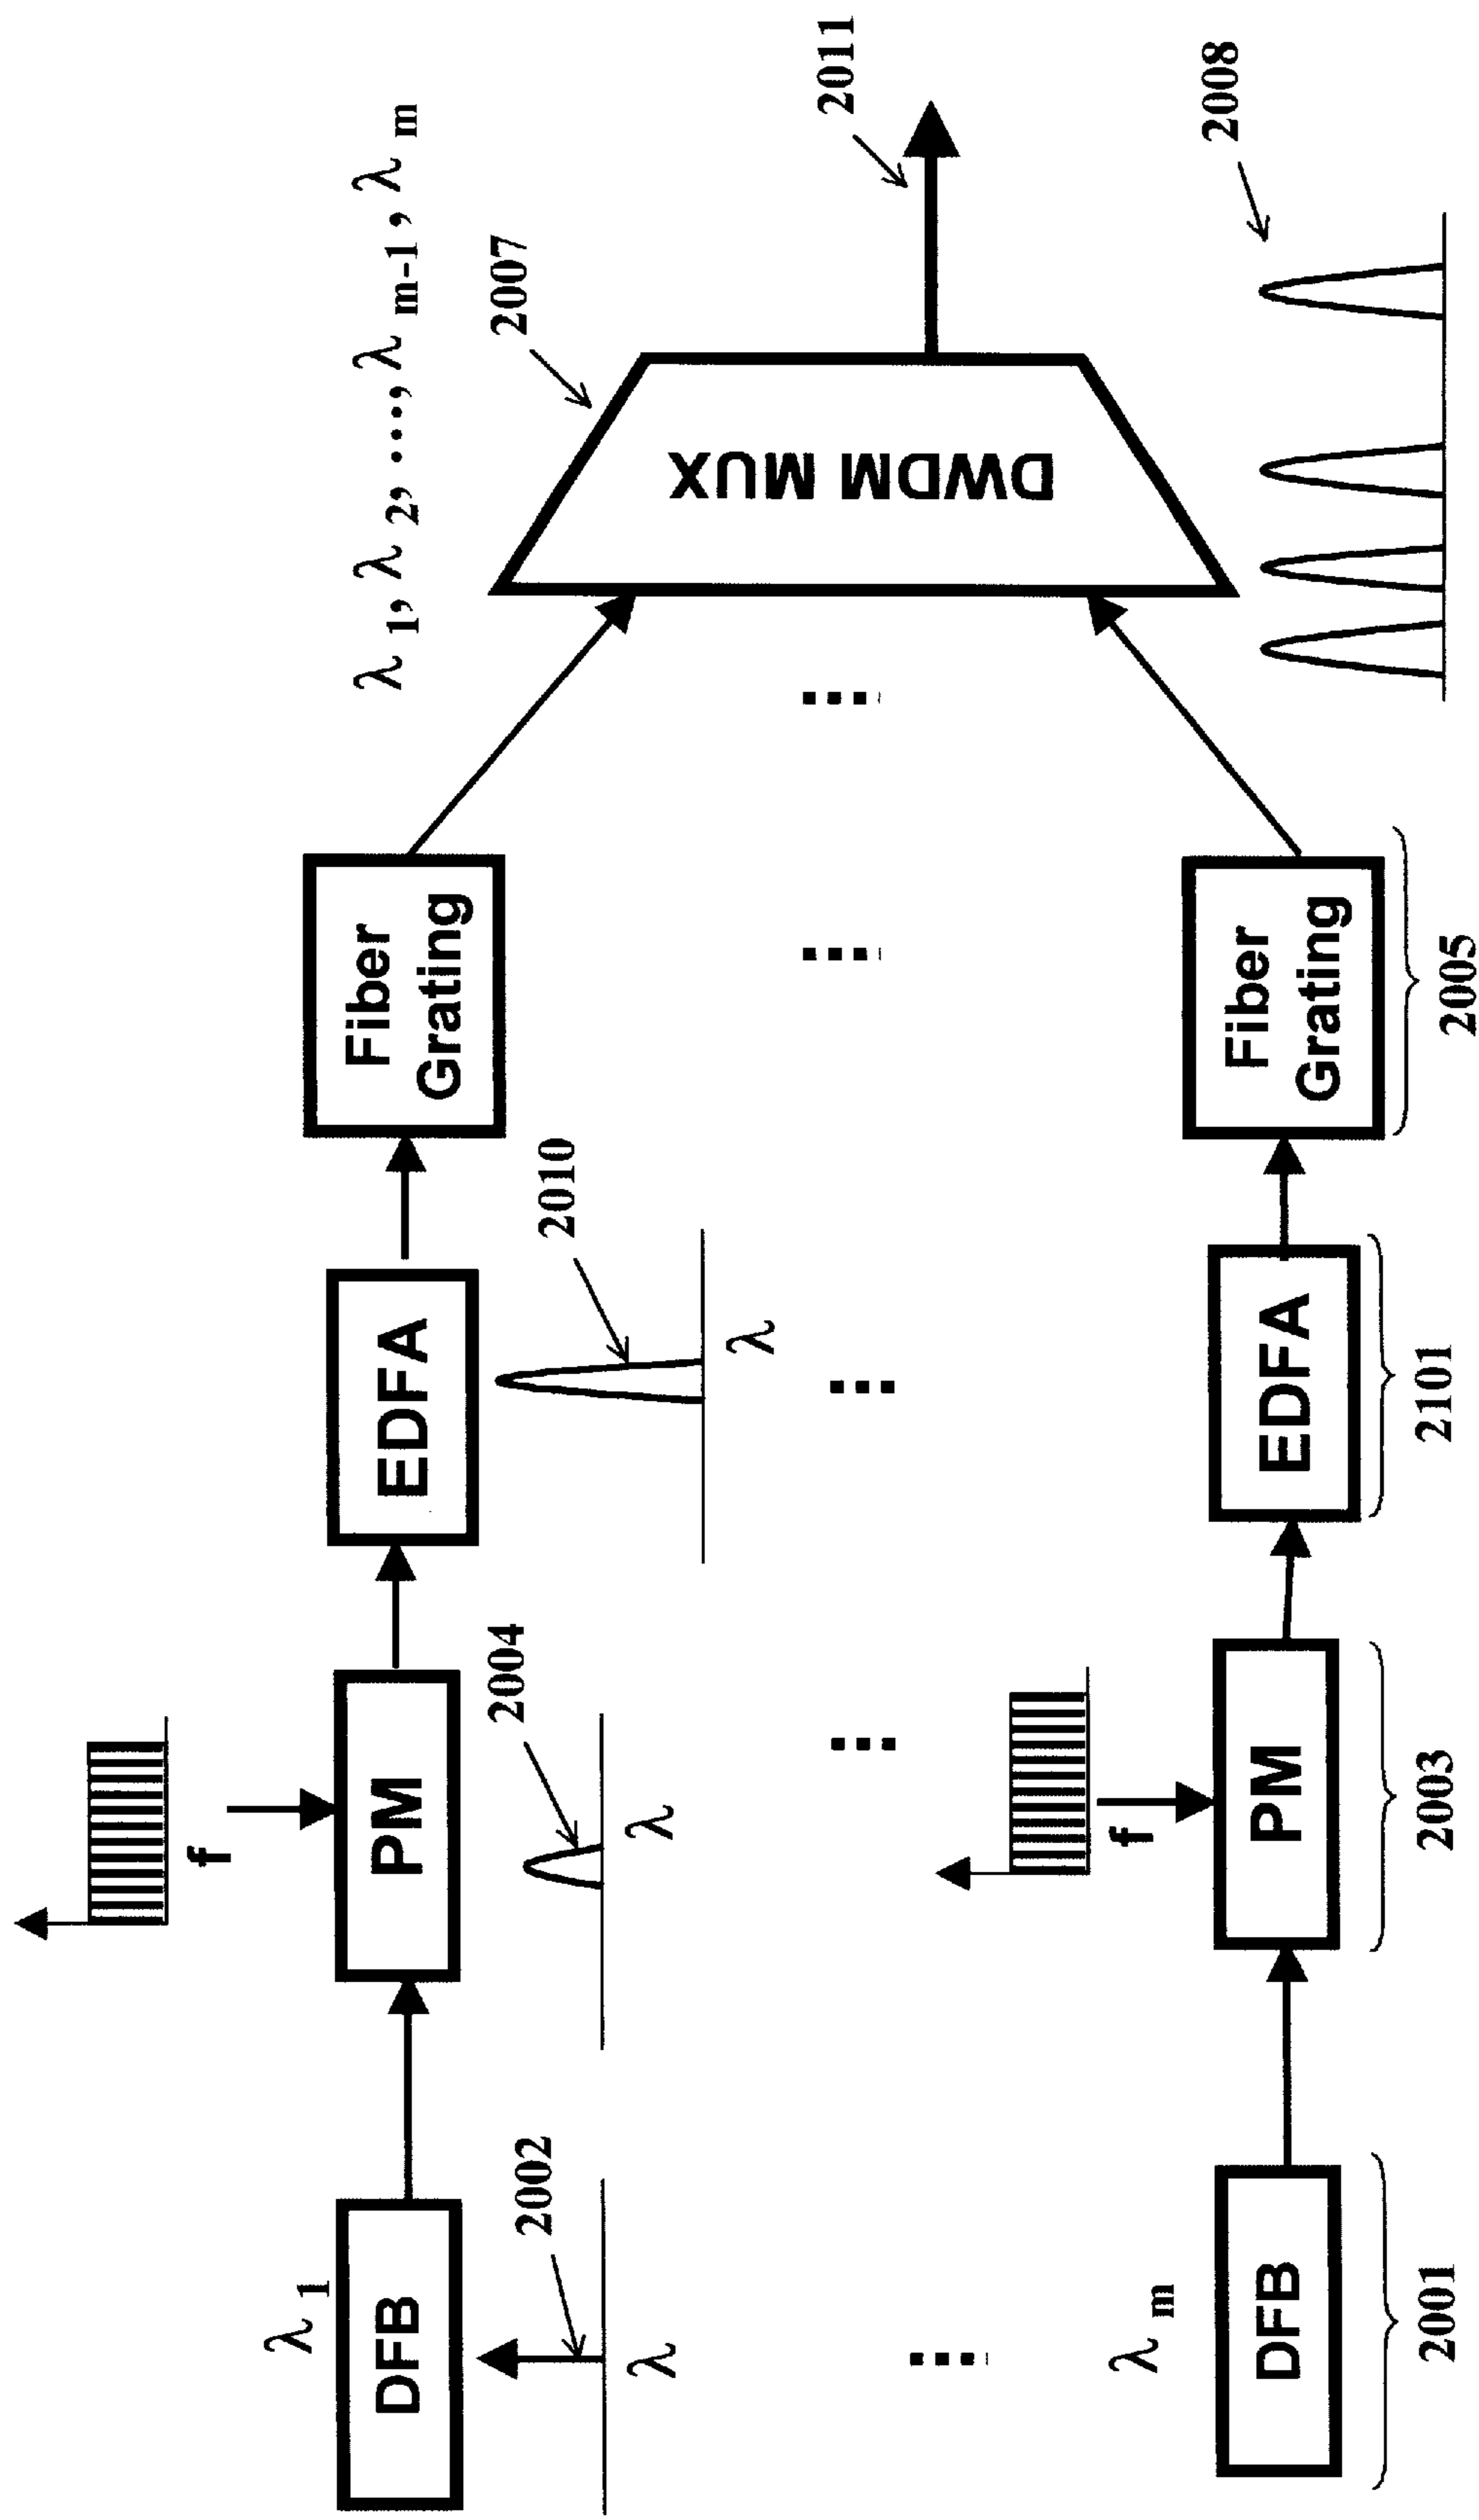 λ 1, λ 2, ..., λ m-1, λ m
2007
2011
DWDM MUX
2008
f
λ 1
DFB
PM
EDFA
Fiber
Grating
2002
2004
2010
λ
λ
λ
f
λ m
DFB
PM
EDFA
Fiber
Grating
2001
2003
2101
2005